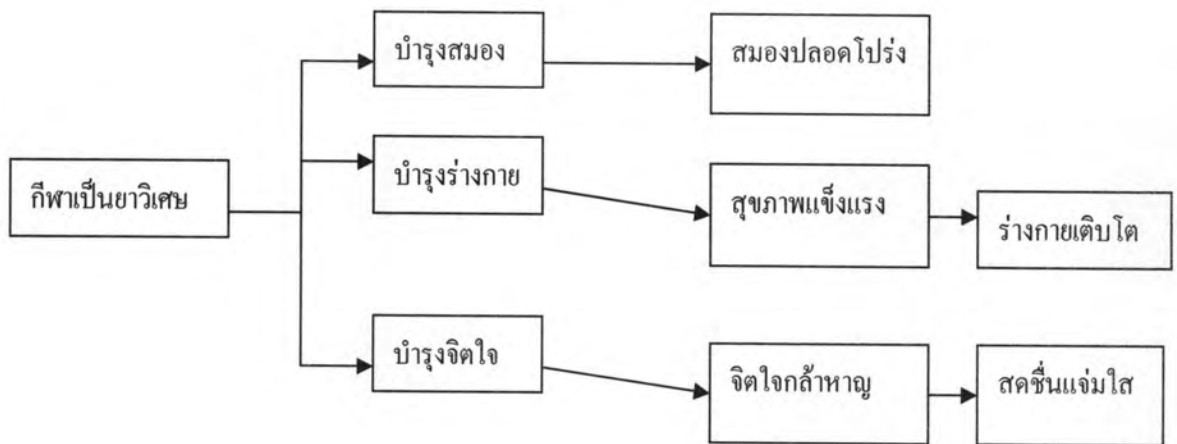 บำรุงสมอง
สมองปลอดโปร่ง
บำรุงร่างกาย
กีฬาเป็นยาวิเศษ
สุขภาพแข็งแรง
ร่างกายเติบโต
บำรุงจิตใจ
จิตใจกล้าหาญ
สดชื่นแจ่มใส